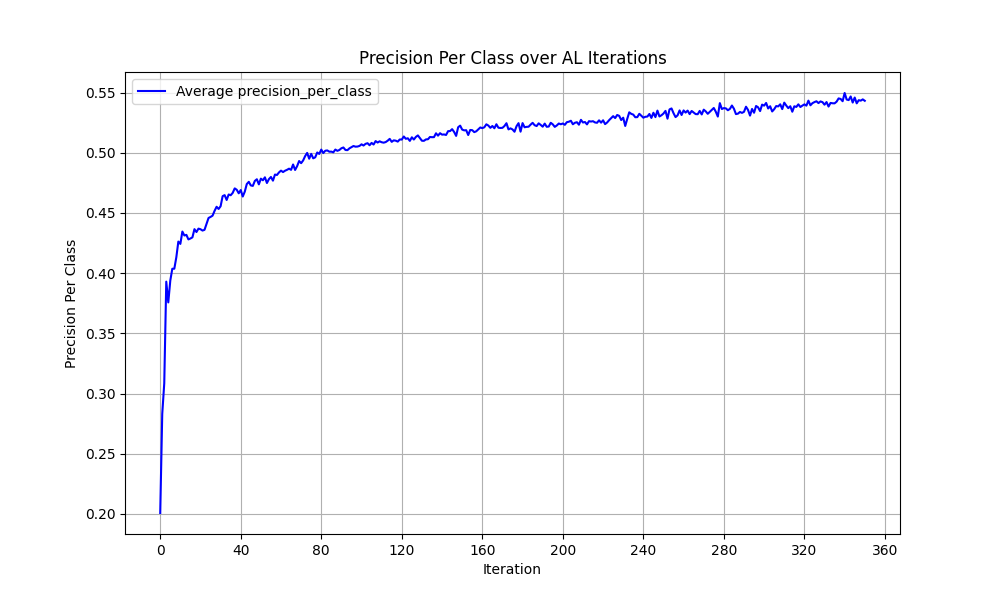 Precision Per Class over AL Iterations
Average precision_per_class
Precision Per Class
0.55
0.50
0.45
0.40
0.35
0.30
0.25
0.20
0 40 80 120 160 200 240 280 320 360
Iteration